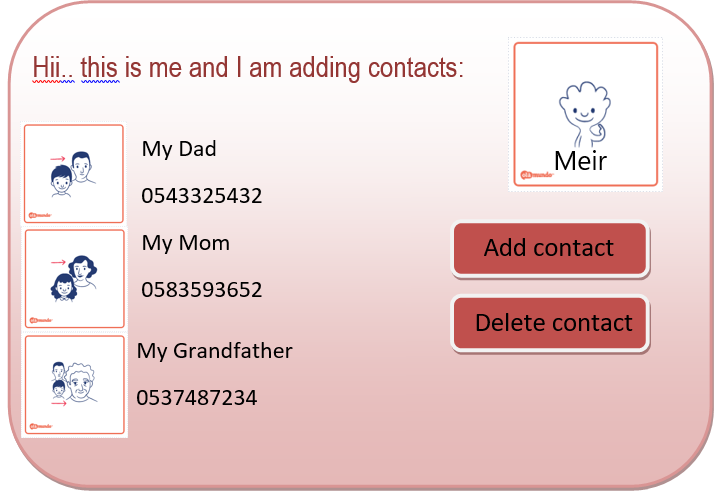 Hii.. this is me and I am adding contacts:
Meir
My Dad
0543325432
My Mom
0583593652
My Grandfather
0537487234
Add contact
Delete contact